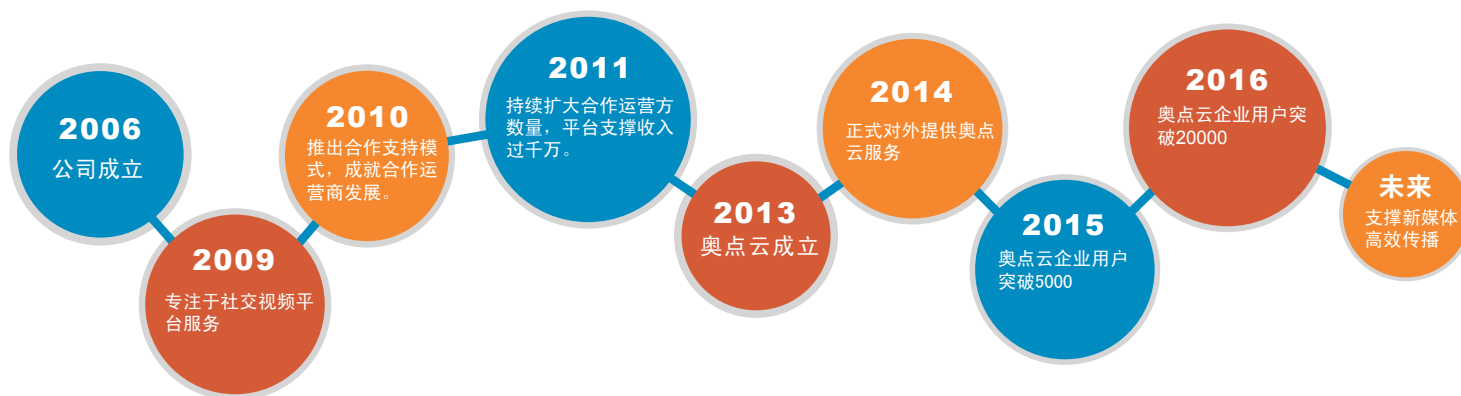 2006
公司成立
2009
专注于社交视频平
台服务
2010
推出合作支持模
式，成就合作运
营商发展。
2011
持续扩大合作运营方
数量，平台支撑收入
过千万。
2013
奥点云成立
2014
正式对外提供奥点
云服务
2015
奥点云企业用户
突破5000
2016
奥点云企业用户突
破20000
未来
支撑新媒体
高效传播